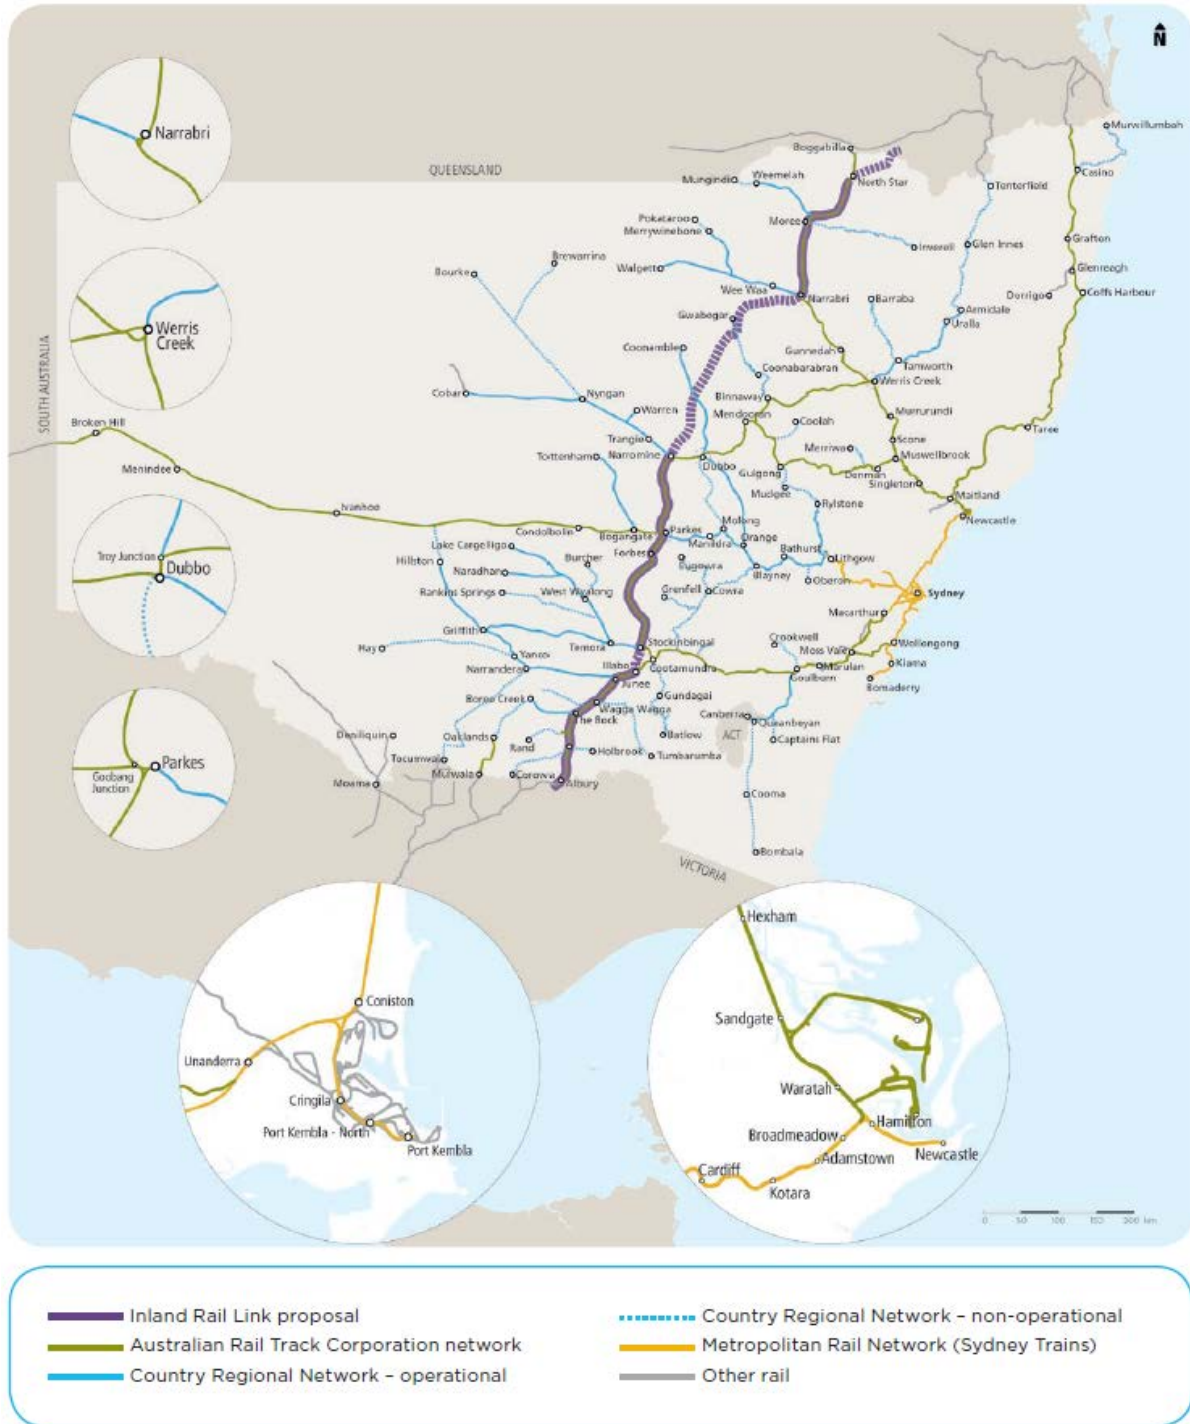 N
Narrabri
Werris
Creek
Troy Junction
Dubbo
Parkes
Goobang
Junction
QUEENSLAND
SOUTH AUSTRALIA
VICTORIA
ACT
Murwillumbah
Boggabilla
Casino
Mungindi
Weemelah
North Star
Tenterfield
Pokataroo
Merrywinebone
Moree
Inverell
Glen Innes
Grafton
Brewarrina
Bourke
Walgett
Glenreagh
Wee Waa
Narrabri
Barraba
Dorrigo
Coffs Harbour
Armidale
Uralla
Gwabegar
Coonamble
Gunnedah
Coonabarabran
Tamworth
Werris Creek
Cobar
Nyngan
Binnaway
Warren
Mendooran
Coolah
Murrurundi
Broken Hill
Trangie
Merriwa
Scone
Taree
Muswellbrook
Menindee
Tottenham
Narromine
Dubbo
Gulgong
Denman
Singleton
Mudgee
Rylstone
Maitland
Ivanhoe
Newcastle
Condobolin
Bogangate
Parkes
Molong
Manildra
Orange
Lake Cargelligo
Forbes
Bathurst
Lithgow
Hillston
Burcher
Eugowra
Naradhan
Blayney
Oberon
Rankins Springs
West Wyalong
Grenfell
Cowra
Sydney
Macarthur
Griffith
Stockinbingal
Crookwell
Wollongong
Hay
Temora
Moss Vale
Yanco
Narrandera
Illabo
Cootamundra
Marulan
Kiama
Junee
Goulburn
Bomaderry
Boree Creek
Wagga Wagga
Gundagai
The Rock
Canberra
Queanbeyan
Deniliquin
Oaklands
Rand
Batlow
Captains Flat
Tocumwal
Holbrook
Tumbarumba
Moama
Mulwala
Corowa
Albury
Cooma
Bombala
Coniston
Unanderra
Cringila
Port Kembla - North
Port Kembla
Hexham
Sandgate
Waratah
Hamilton
Broadmeadow
Adamstown
Newcastle
Cardiff
Kotara
0 50 100 150 200 km
Inland Rail Link proposal
Australian Rail Track Corporation network
Country Regional Network – operational
Country Regional Network – non-operational
Metropolitan Rail Network (Sydney Trains)
Other rail